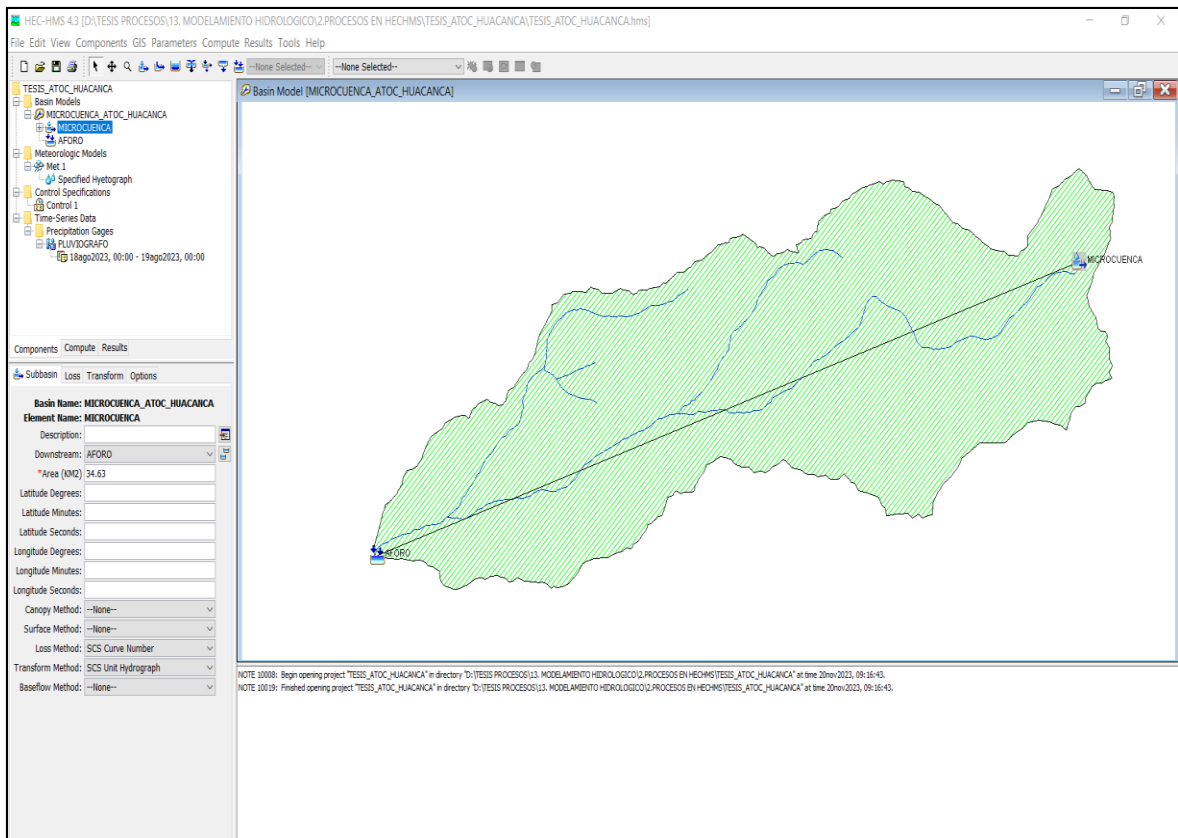 HEC-HMS 4.3 [D:\TESIS PROCESOS\13. MODELAMIENTO HIDROLOGICO\2.PROCESOS EN HECHMS\TESIS_ATOC_HUACANCA\TESIS_ATOC_HUACANCA.hms]
File Edit View Components GIS Parameters Compute Results Tools Help
--None Selected-- --None Selected--
TESIS_ATOC_HUACANCA
Basin Models
MICROCUENCA_ATOC_HUACANCA
MICROCUENCA
AFORO
Meteorologic Models
Met 1
Specified Hyetograph
Control Specifications
Control 1
Time-Series Data
Precipitation Gages
PLUVIOGRAFO
18ago2023, 00:00 - 19ago2023, 00:00
Components Compute Results
Subbasin Loss Transform Options
Basin Name: MICROCUENCA_ATOC_HUACANCA
Element Name: MICROCUENCA
Description:
Downstream: AFORO
*Area (KM2) 34.63
Latitude Degrees:
Latitude Minutes:
Latitude Seconds:
Longitude Degrees:
Longitude Minutes:
Longitude Seconds:
Canopy Method: --None--
Surface Method: --None--
Loss Method: SCS Curve Number
Transform Method: SCS Unit Hydrograph
Baseflow Method: --None--
Basin Model [MICROCUENCA_ATOC_HUACANCA]
MICROCUENCA
AFORO
NOTE 10008: Begin opening project "TESIS_ATOC_HUACANCA" in directory "D:\TESIS PROCESOS\13. MODELAMIENTO HIDROLOGICO\2.PROCESOS EN HECHMS\TESIS_ATOC_HUACANCA" at time 20nov2023, 09:16:43.
NOTE 10019: Finished opening project "TESIS_ATOC_HUACANCA" in directory "D:\TESIS PROCESOS\13. MODELAMIENTO HIDROLOGICO\2.PROCESOS EN HECHMS\TESIS_ATOC_HUACANCA" at time 20nov2023, 09:16:43.